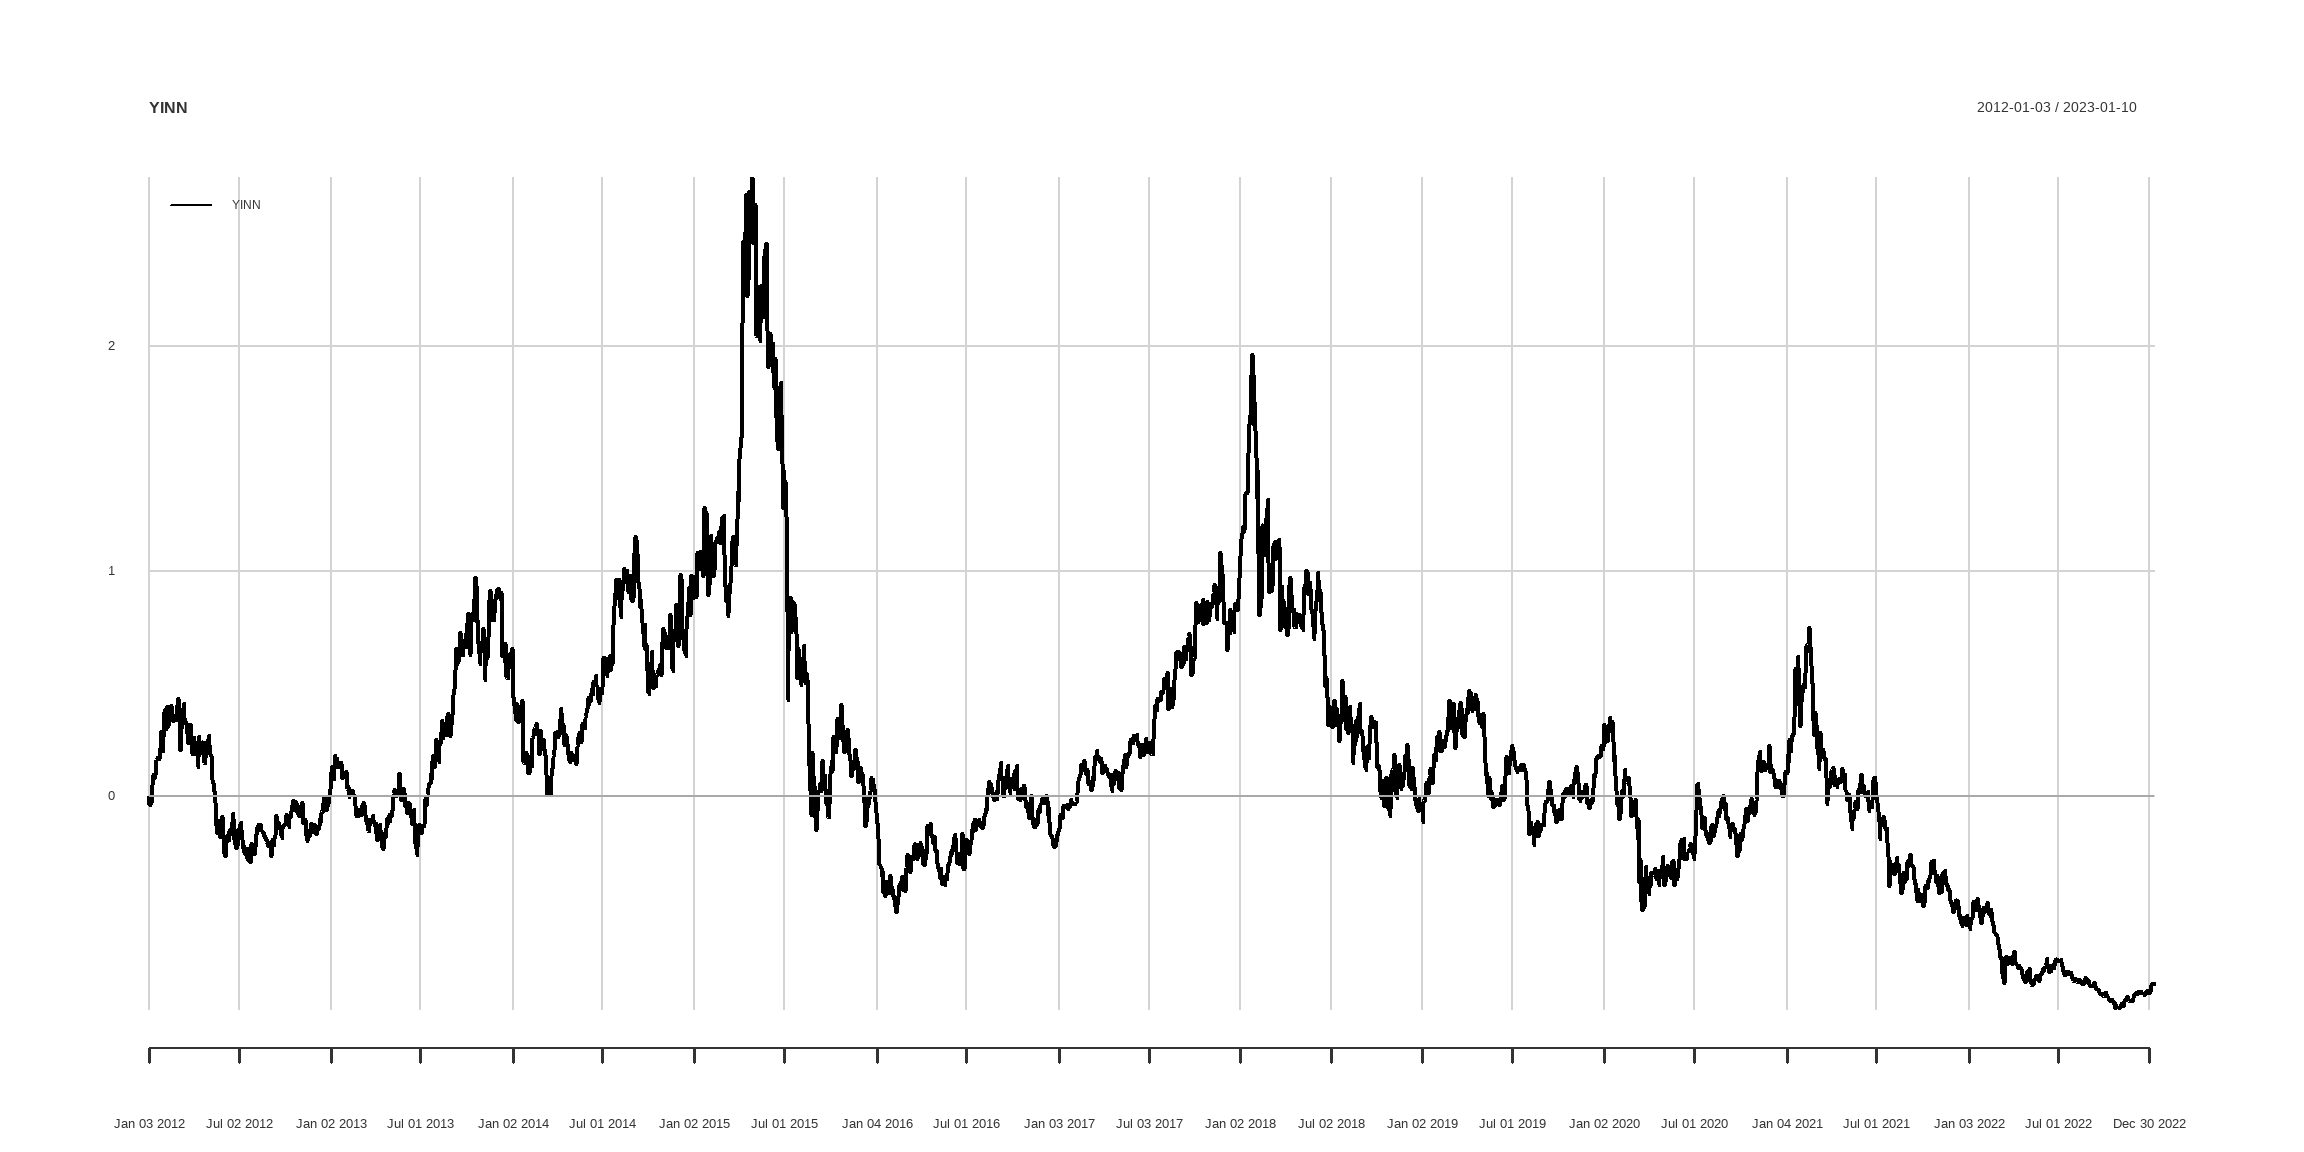 YINN
2012-01-03 / 2023-01-10
YINN
2
1
0
Jan 03 2012
Jul 02 2012
Jan 02 2013
Jul 01 2013
Jan 02 2014
Jul 01 2014
Jan 02 2015
Jul 01 2015
Jan 04 2016
Jul 01 2016
Jan 03 2017
Jul 03 2017
Jan 02 2018
Jul 02 2018
Jan 02 2019
Jul 01 2019
Jan 02 2020
Jul 01 2020
Jan 04 2021
Jul 01 2021
Jan 03 2022
Jul 01 2022
Dec 30 2022